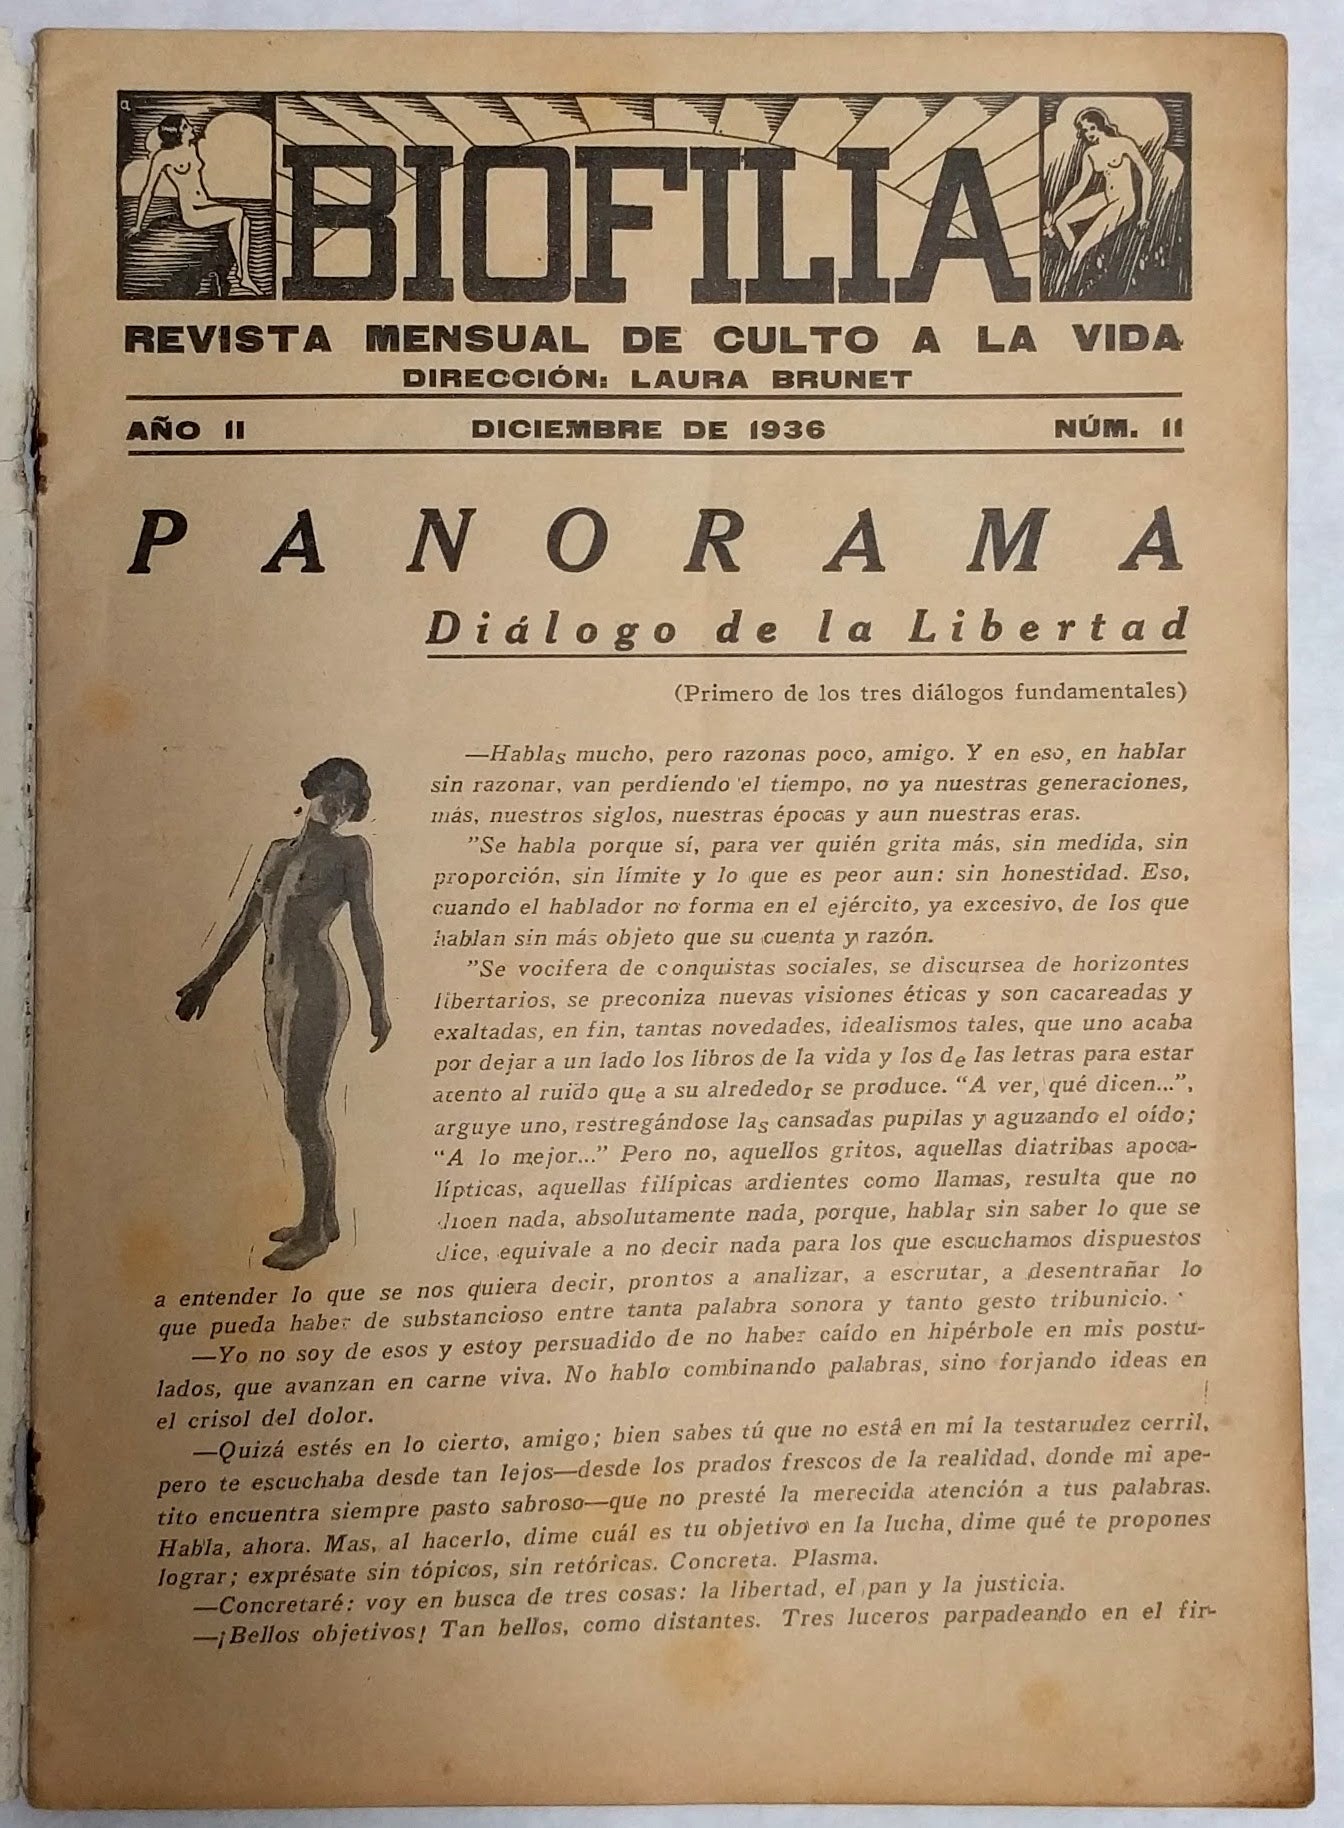 BIOFILIA
REVISTA MENSUAL DE CULTO A LA VIDA
DIRECCIÓN: LAURA BRUNET
AÑO II DICIEMBRE DE 1936 NÚM. 11
PANORAMA
Diálogo de la Libertad
(Primero de los tres diálogos fundamentales)
—Hablas mucho, pero razonas poco, amigo. Y en eso, en hablar
sin razonar, van perdiendo el tiempo, no ya nuestras generaciones,
más, nuestros siglos, nuestras épocas y aun nuestras eras.
"Se habla porque sí, para ver quién grita más, sin medida, sin
proporción, sin límite y lo que es peor aun: sin honestidad. Eso,
cuando el hablador no forma en el ejército, ya excesivo, de los que
hablan sin más objeto que su cuenta y razón.
"Se vocifera de conquistas sociales, se discursea de horizontes
libertarios, se preconiza nuevas visiones éticas y son cacareadas y
exaltadas, en fin, tantas novedades, idealismos tales, que uno acaba
por dejar a un lado los libros de la vida y los de las letras para estar
atento al ruido que a su alrededor se produce. "A ver, qué dicen...",
arguye uno, restregándose las cansadas pupilas y aguzando el oído;
"A lo mejor..." Pero no, aquellos gritos, aquellas diatribas apoca-
lípticas, aquellas filípicas ardientes como llamas, resulta que no
dicen nada, absolutamente nada, porque, hablar sin saber lo que se
dice, equivale a no decir nada para los que escuchamos dispuestos
a entender lo que se nos quiera decir, prontos a analizar, a escrutar, a desentrañar lo
que pueda haber de substancioso entre tanta palabra sonora y tanto gesto tribunicio.
—Yo no soy de esos y estoy persuadido de no haber caído en hipérbole en mis postu-
lados, que avanzan en carne viva. No hablo combinando palabras, sino forjando ideas en
el crisol del dolor.
—Quizá estés en lo cierto, amigo; bien sabes tú que no está en mí la testarudez cerril,
pero te escuchaba desde tan lejos—desde los prados frescos de la realidad, donde mi ape-
tito encuentra siempre pasto sabroso—que no presté la merecida atención a tus palabras.
Habla, ahora. Mas, al hacerlo, dime cuál es tu objetivo en la lucha, dime qué te propones
lograr; exprésate sin tópicos, sin retóricas. Concreta. Plasma.
—Concretaré: voy en busca de tres cosas: la libertad, el pan y la justicia.
—¡Bellos objetivos! Tan bellos, como distantes. Tres luceros parpadeando en el fir-